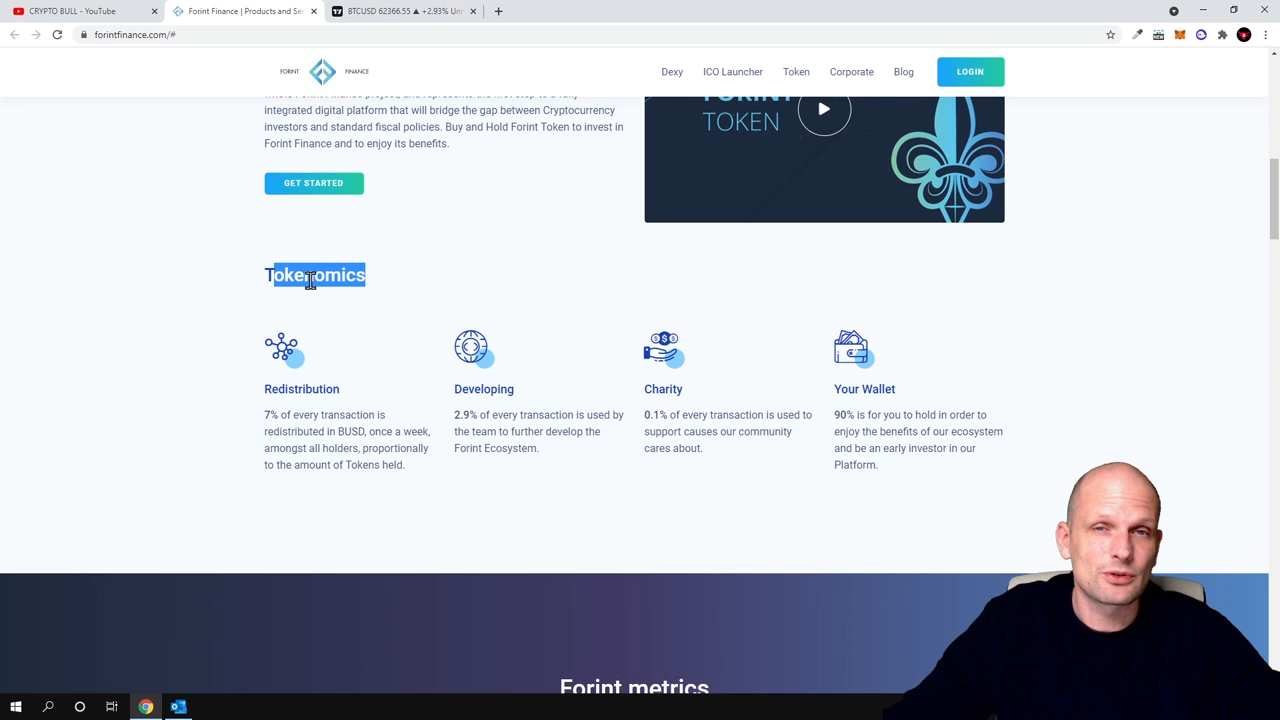 CRYPTO BULL - YouTube
Forint Finance | Products and Se
BTCUSD 62366.55 ▲ +2.93% Un
forintfinance.com/#
FORINT FINANCE
Dexy
ICO Launcher
Token
Corporate
Blog
LOGIN
integrated digital platform that will bridge the gap between Cryptocurrency
investors and standard fiscal policies. Buy and Hold Forint Token to invest in
Forint Finance and to enjoy its benefits.
GET STARTED
FORINT
TOKEN
Tokenomics
Redistribution
7% of every transaction is
redistributed in BUSD, once a week,
amongst all holders, proportionally
to the amount of Tokens held.
Developing
2.9% of every transaction is used by
the team to further develop the
Forint Ecosystem.
Charity
0.1% of every transaction is used to
support causes our community
cares about.
Your Wallet
90% is for you to hold in order to
enjoy the benefits of our ecosystem
and be an early investor in our
Platform.
Forint metrics